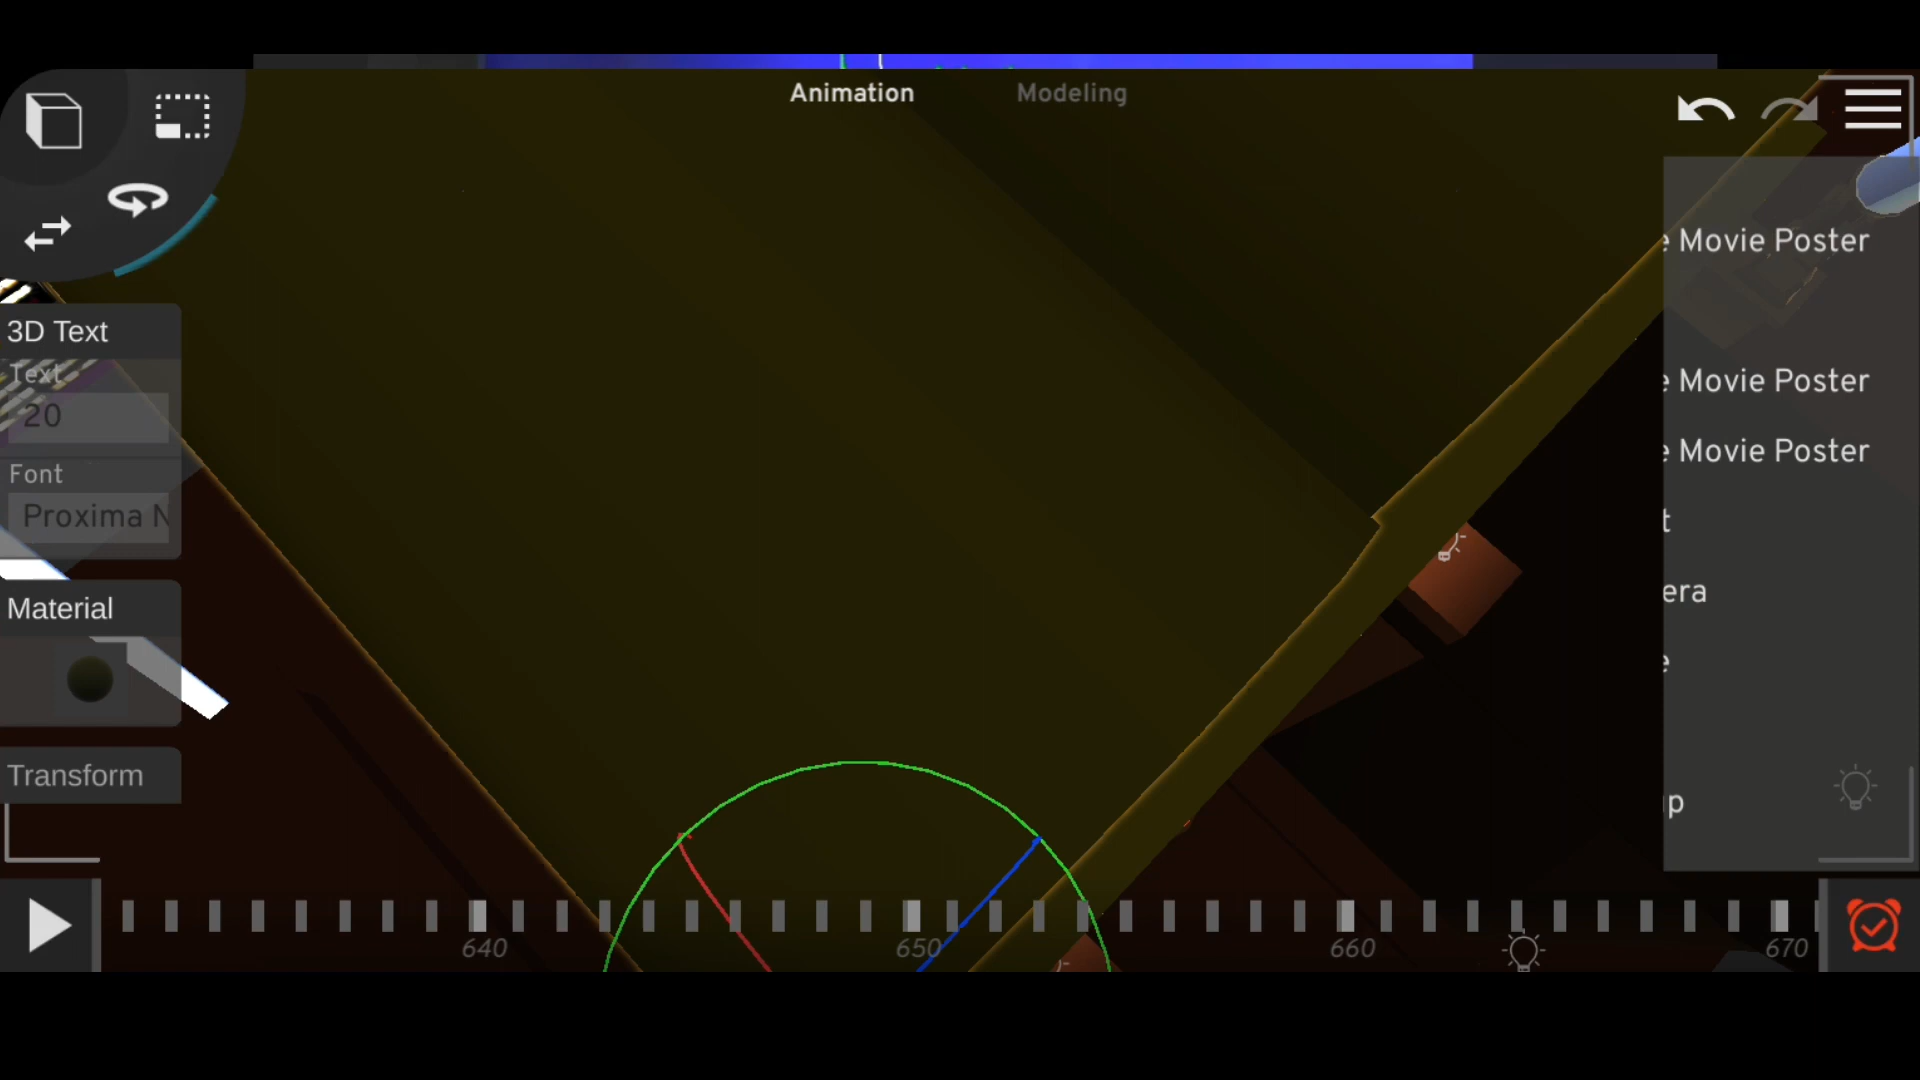 Animation Modeling
Movie Poster
3D Text
Text
Movie Poster
20
Movie Poster
Font
Proxima N
t
era
Material
e
Transform
p
640 650 660 670